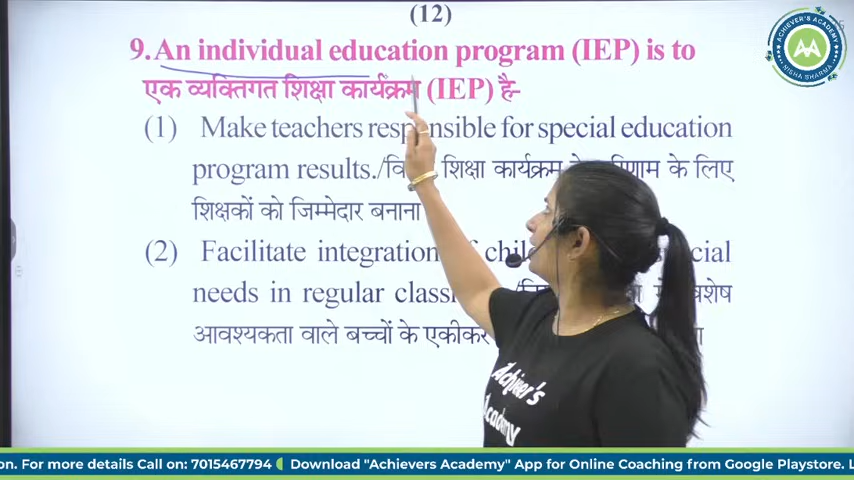 (12)
9. An individual education program (IEP) is to
एक व्यक्तिगत शिक्षा कार्यक्रम (IEP) है-
(1) Make teachers responsible for special education
program results./ शिक्षा कार्यक्रम के के लिए
शिक्षकों को जिम्मेदार बनाना
(2) Facilitate integration of
needs in regular
आवश्यकता वाले बच्चों के
Achiever's
Academy
ACHIEVER'S ACADEMY
NISHA SHARMA
on. For more details Call on: 7015467794 Download "Achievers Academy" App for Online Coaching from Google Playstore. L